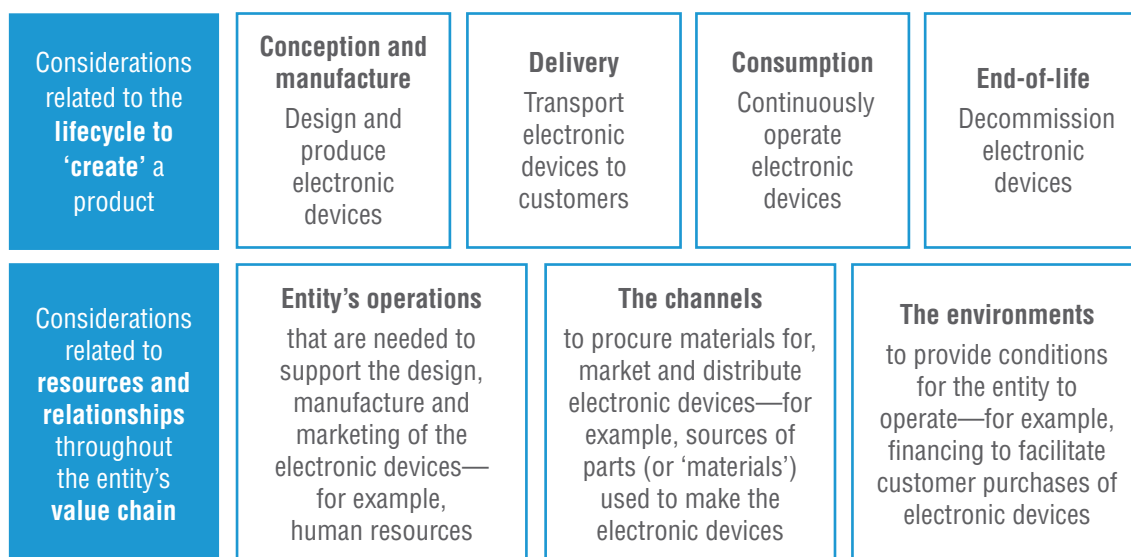 Considerations
related to the
lifecycle to
‘create’ a
product
Conception and
manufacture
Design and
produce
electronic
devices
Delivery
Transport
electronic
devices to
customers
Consumption
Continuously
operate
electronic
devices
End-of-life
Decommission
electronic
devices
Considerations
related to
resources and
relationships
throughout
the entity’s
value chain
Entity’s operations
that are needed to
support the design,
manufacture and
marketing of the
electronic devices—
for example,
human resources
The channels
to procure materials for,
market and distribute
electronic devices—for
example, sources of
parts (or ‘materials’)
used to make the
electronic devices
The environments
to provide conditions
for the entity to
operate—for example,
financing to facilitate
customer purchases of
electronic devices